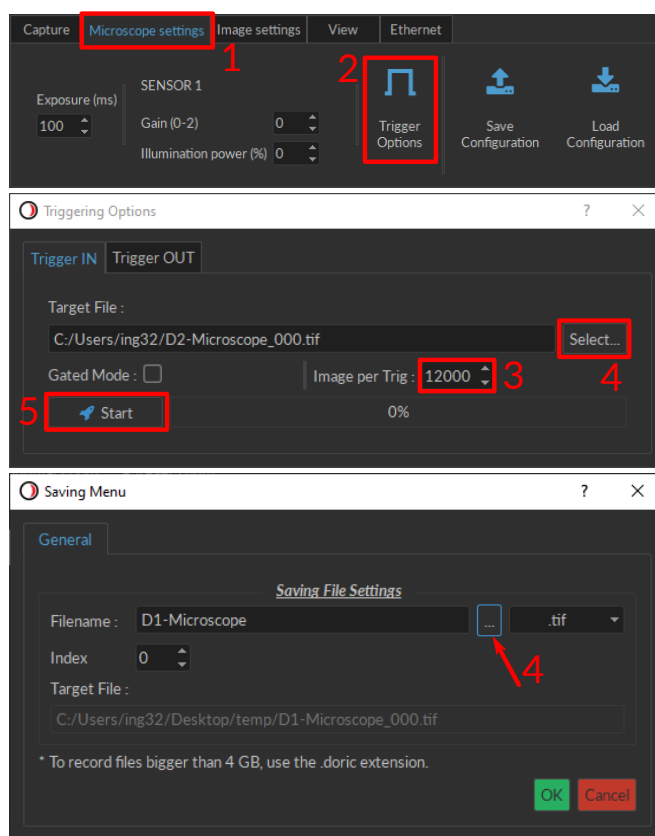 Capture Microscope settings Image settings View Ethernet
1
2
SENSOR 1
Exposure (ms)
100
Gain (0-2) 0
Illumination power (%) 0
Trigger Options
Save Configuration
Load Configuration
Triggering Options ?
Trigger IN Trigger OUT
Target File :
C:/Users/ing32/D2-Microscope_000.tif Select...
Gated Mode : Image per Trig : 12000 3 4
5 Start 0%
Saving Menu ?
General
Saving File Settings
Filename : D1-Microscope ... .tif
Index 0
4
Target File :
C:/Users/ing32/Desktop/temp/D1-Microscope_000.tif
* To record files bigger than 4 GB, use the .doric extension.
OK Cancel